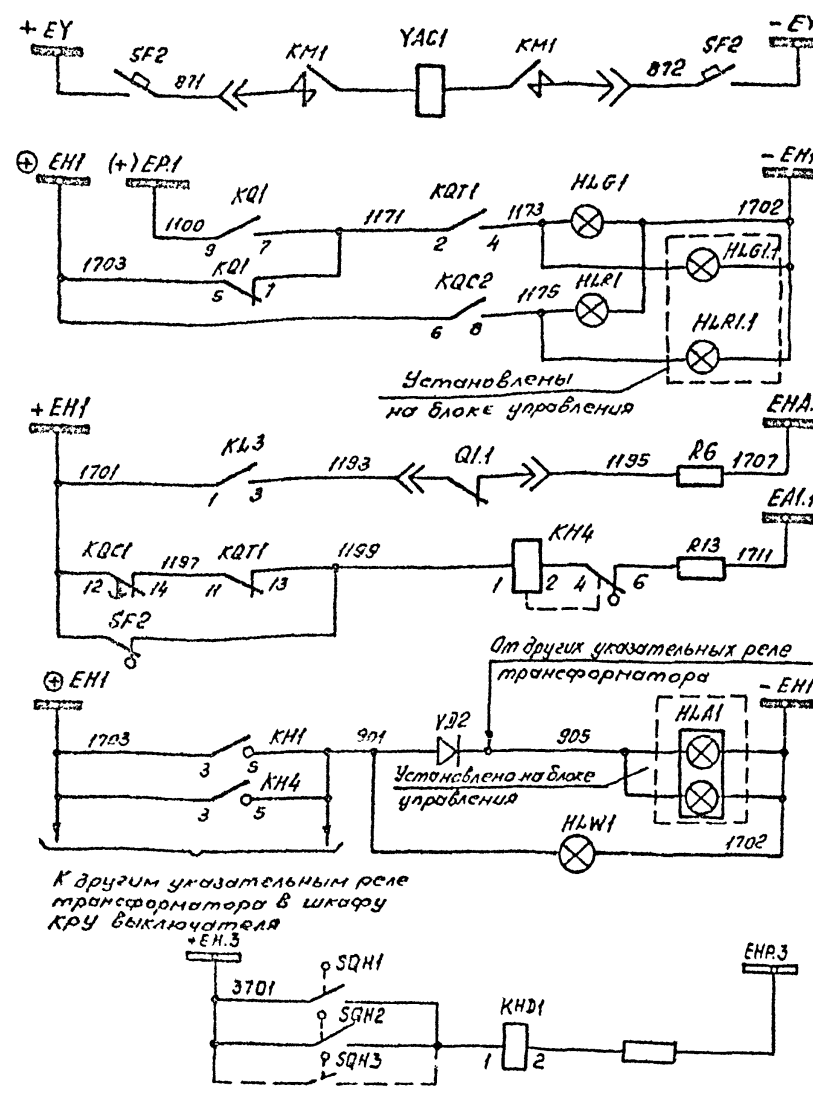 + EY
SF2
871
KM1
YAC1
KM1
872
SF2
- EY
⊕ EH1
(+) EP.1
- EH1
1100
9
KQ1
7
1171
KQT1
2
4
1173
HLG1
1702
1703
KQ1
5
7
HLG1.1
KQC2
6
8
1175
HLR1
HLR1.1
Установлены
на блоке управления
+ EH1
EHA.
1701
KL3
1
3
1193
Q1.1
1195
R6
1707
EA1.1
KQC1
12
14
1197
KQT1
11
13
1199
KH4
1
2
4
6
R13
1711
SF2
От других указательных реле
трансформатора
⊕ EH1
- EH1
1703
KH1
3
5
901
VD2
905
HLA1
KH4
3
5
Установлено на блоке
управления
HLW1
1702
К другим указательным реле
трансформатора в шкафу
КРУ выключателя
+EH.3
EHP.3
3701
SQH1
SQH2
SQH3
KHD1
1
2